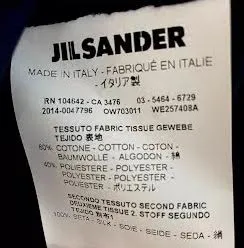 JIL SANDER
MADE IN ITALY - FABRIQUÉ EN ITALIE
- イタリア製
RN 104642 - CA 3476 03 - 5464 - 6729
2014-0047796 OW703011 WE257408A
TESSUTO FABRIC TISSUE GEWEBE
TEJIDO 表地
60% COTONE - COTTON - COTON -
BAUMWOLLE - ALGODON - 綿
40% POLIESTERE - POLYESTER -
POLYESTER - POLYESTER -
POLIESTER - ポリエステル
SECONDO TESSUTO SECOND FABRIC
DEUXIEME TISSUE 2. STOFF SEGUNDO
TEJIDO
100% SETA - SILK - SOIE - SEIDE - SEDA - 絹